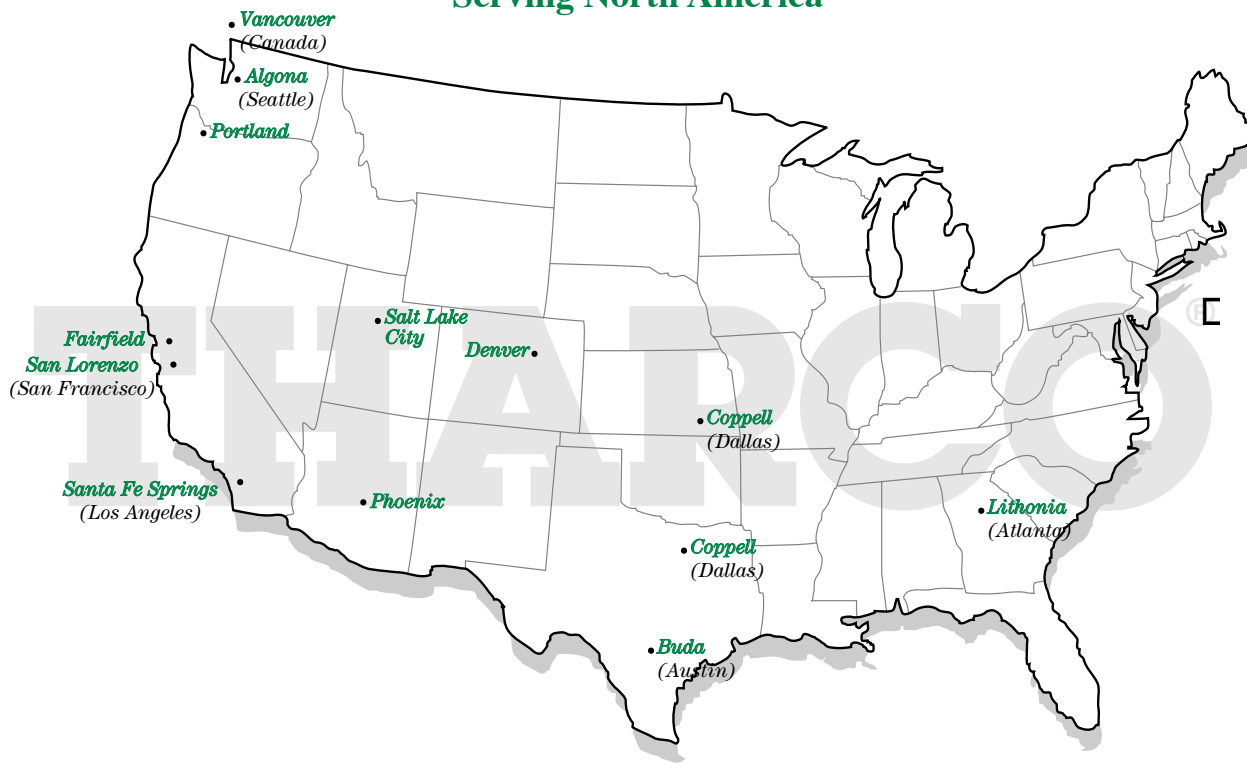 Serving North America
Vancouver
(Canada)
Algona
(Seattle)
Portland
Salt Lake
City
Denver
Fairfield
San Lorenzo
(San Francisco)
Coppell
(Dallas)
Santa Fe Springs
(Los Angeles)
Phoenix
Lithonia
(Atlanta)
Coppell
(Dallas)
Buda
(Austin)
THARCO®